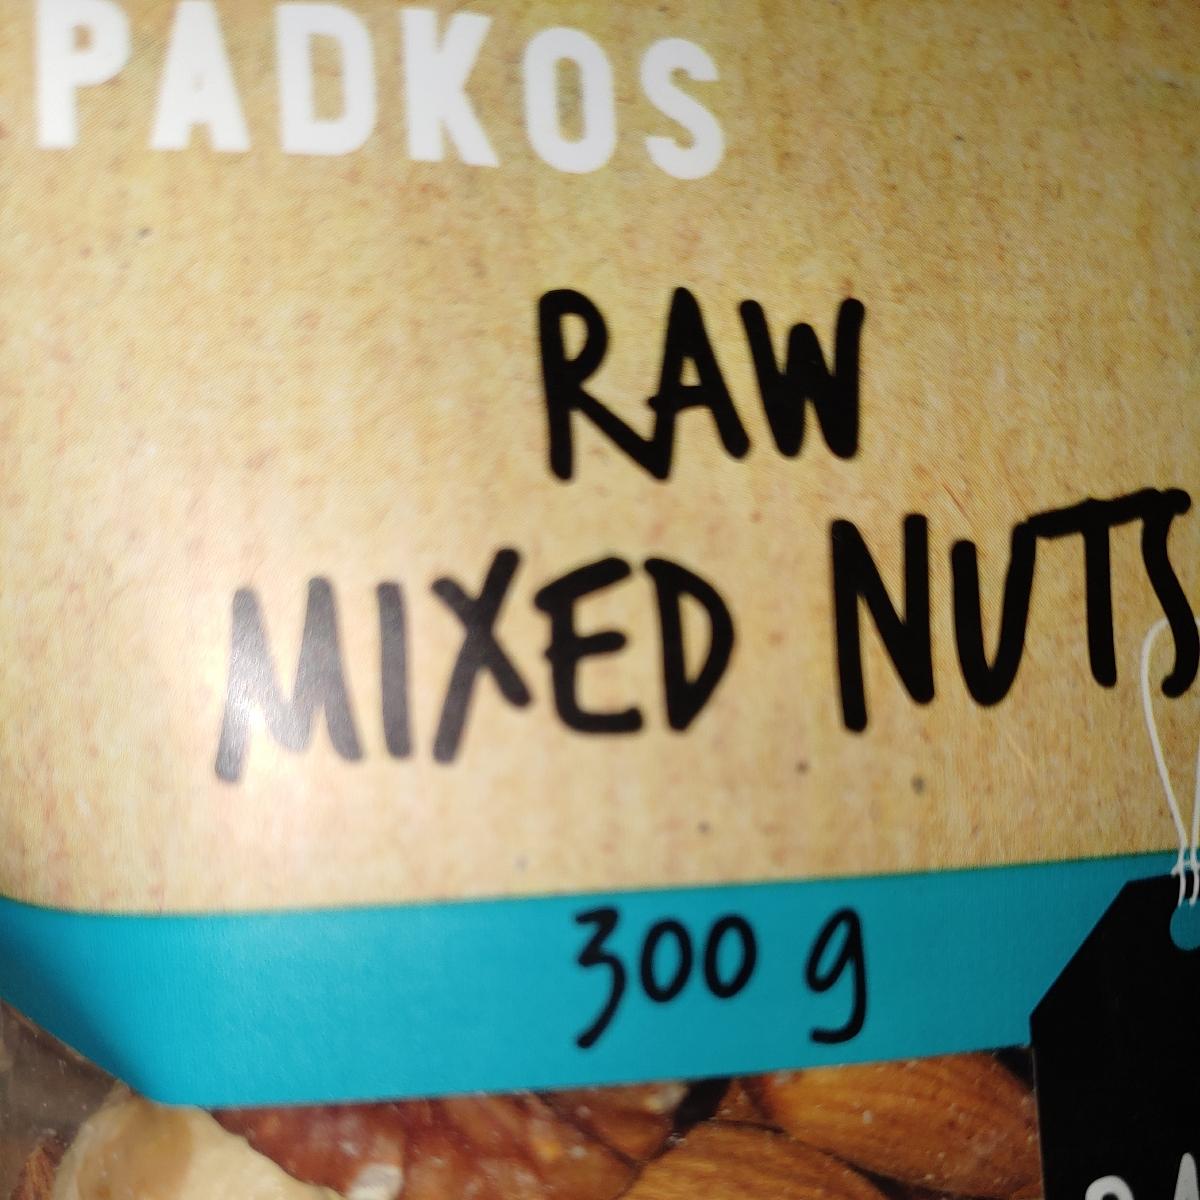 PADKOS
RAW
MIXED NUTS
300 g